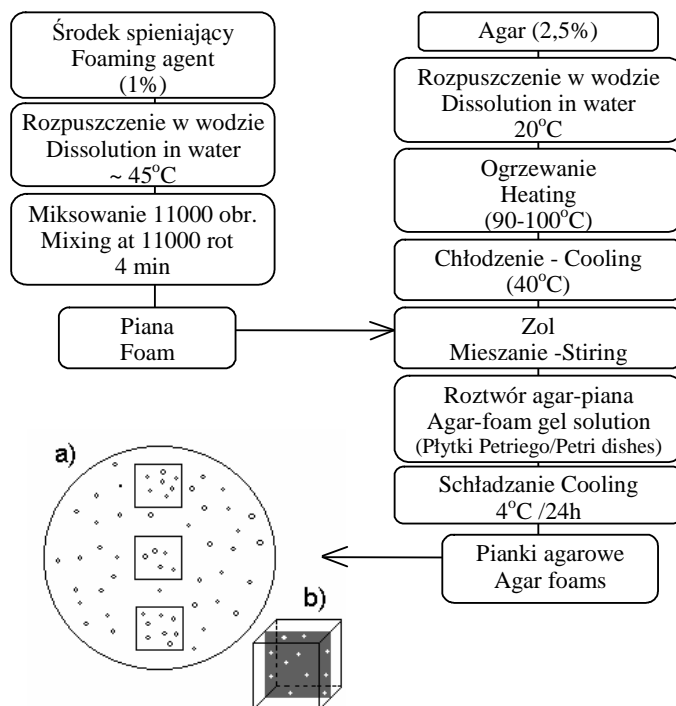 Środek spieniający
Foaming agent
(1%)
Rozpuszczenie w wodzie
Dissolution in water
~ 45°C
Miksowanie 11000 obr.
Mixing at 11000 rot
4 min
Piana
Foam
Agar (2,5%)
Rozpuszczenie w wodzie
Dissolution in water
20°C
Ogrzewanie
Heating
(90-100°C)
Chłodzenie - Cooling
(40°C)
Zol
Mieszanie -Stiring
Roztwór agar-piana
Agar-foam gel solution
(Płytki Petriego/Petri dishes)
Schładzanie Cooling
4°C /24h
Pianki agarowe
Agar foams
a)
b)